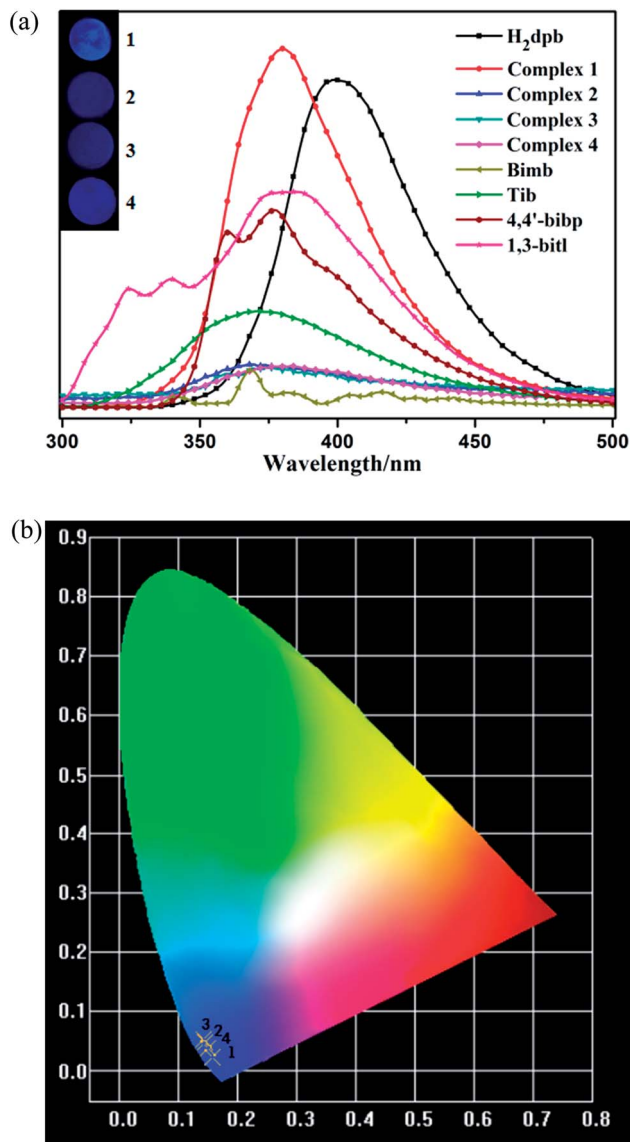 (a)
1
2
3
4
H₂dpb
Complex 1
Complex 2
Complex 3
Complex 4
Bimb
Tib
4,4'-bibp
1,3-bitl
300 350 400 450 500
Wavelength/nm
(b)
0.9
0.8
0.7
0.6
0.5
0.4
0.3
0.2
0.1
0.0
3 2 4 1
0.0 0.1 0.2 0.3 0.4 0.5 0.6 0.7 0.8